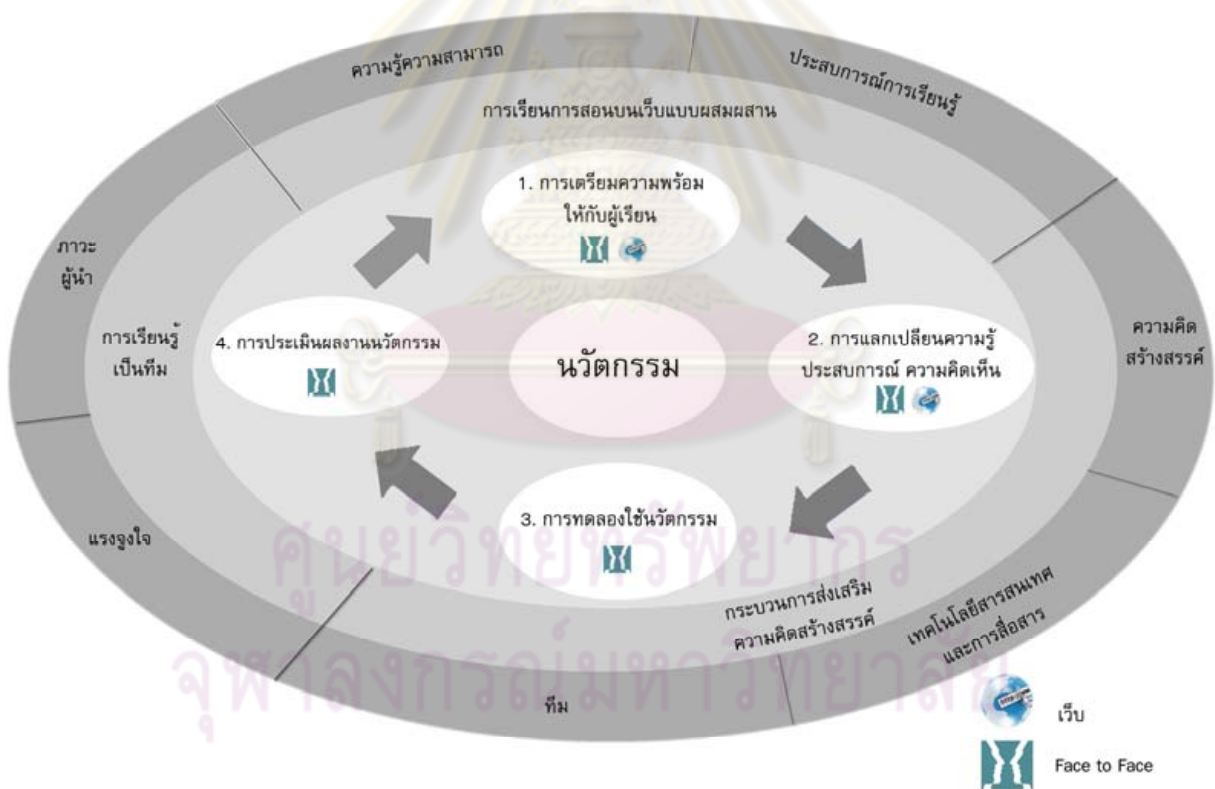 ความรู้ความสามารถ
ประสบการณ์การเรียนรู้
การเรียนการสอนบนเว็บแบบผสมผสาน
1. การเตรียมความพร้อม
ให้กับผู้เรียน
ภาวะ
ผู้นำ
การเรียนรู้
เป็นทีม
4. การประเมินผลงานนวัตกรรม
นวัตกรรม
2. การแลกเปลี่ยนความรู้
ประสบการณ์ ความคิดเห็น
ความคิด
สร้างสรรค์
3. การทดลองใช้นวัตกรรม
แรงจูงใจ
กระบวนการส่งเสริม
ความคิดสร้างสรรค์
เทคโนโลยีสารสนเทศ
และการสื่อสาร
ทีม
ศูนย์วิทยทรัพยากร
จุฬาลงกรณ์มหาวิทยาลัย
เว็บ
Face to Face